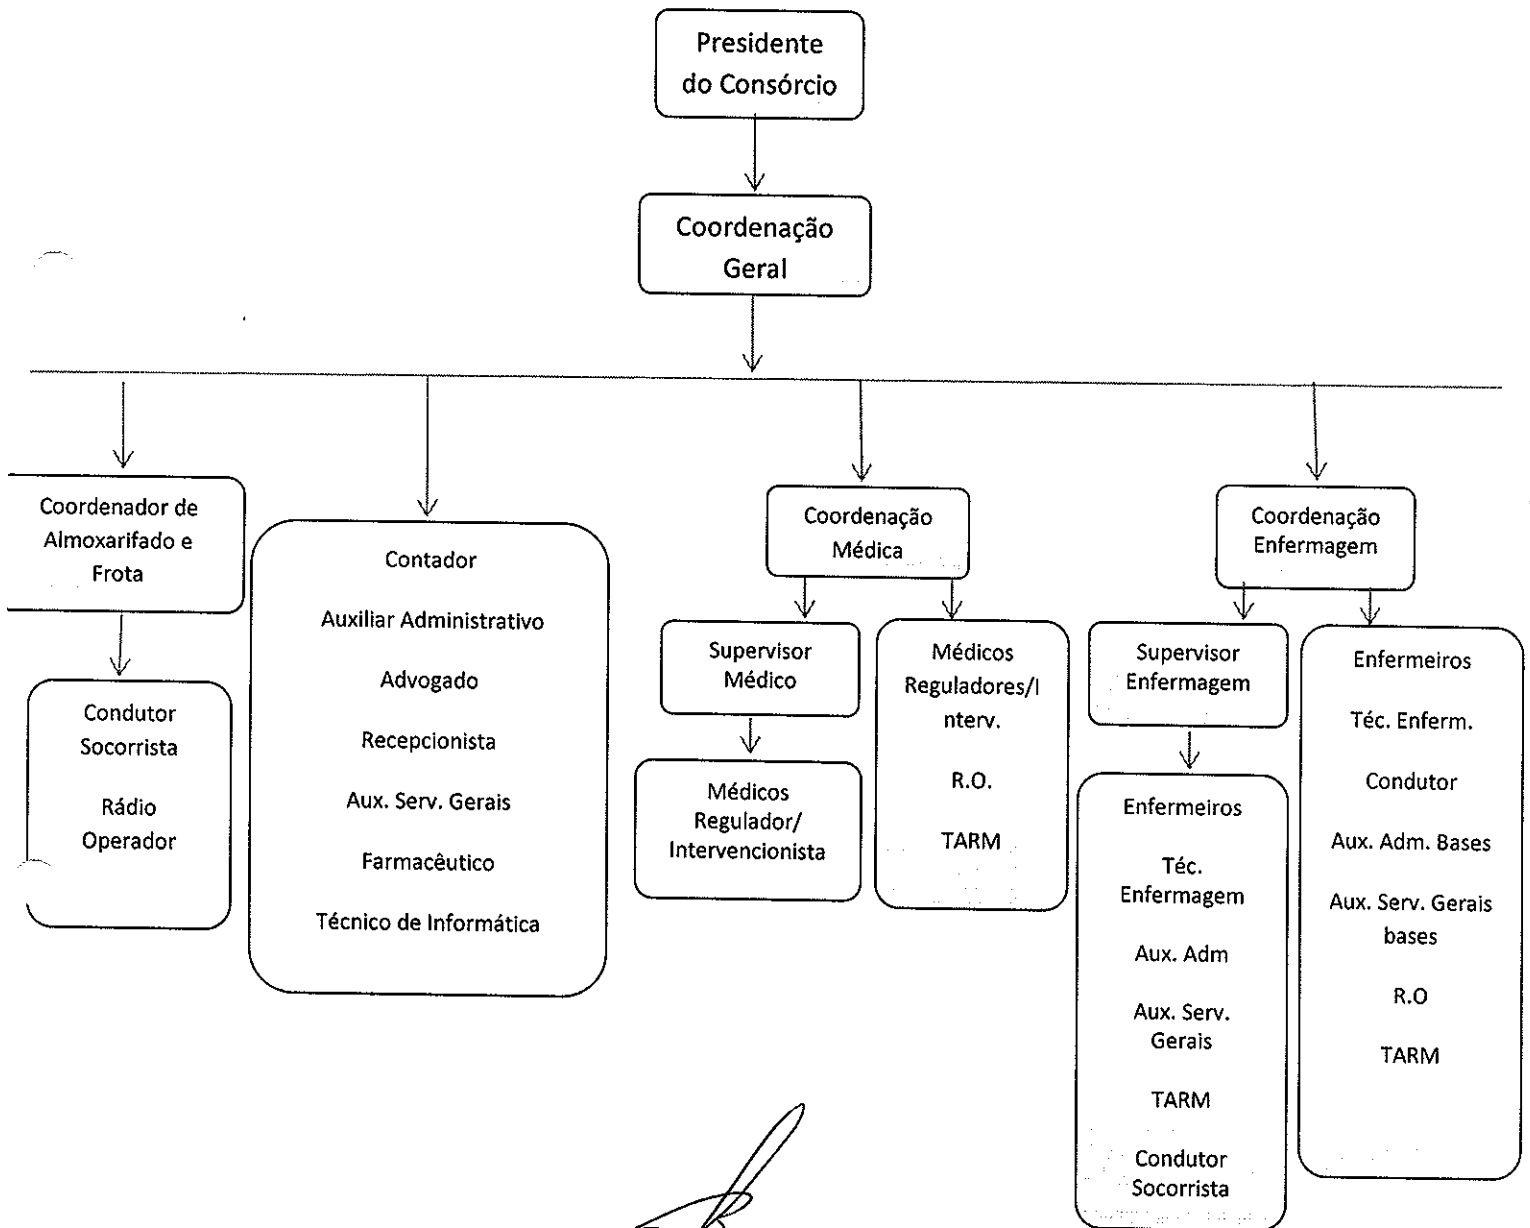 Presidente
do Consórcio
Coordenação
Geral
Coordenador de
Almoxarifado e
Frota
Condutor
Socorrista
Rádio
Operador
Contador
Auxiliar Administrativo
Advogado
Recepcionista
Aux. Serv. Gerais
Farmacêutico
Técnico de Informática
Coordenação
Médica
Supervisor
Médico
Médicos
Regulador/
Intervencionista
Médicos
Reguladores/I
nterv.
R.O.
TARM
Coordenação
Enfermagem
Supervisor
Enfermagem
Enfermeiros
Téc.
Enfermagem
Aux. Adm
Aux. Serv.
Gerais
TARM
Condutor
Socorrista
Enfermeiros
Téc. Enferm.
Condutor
Aux. Adm. Bases
Aux. Serv. Gerais
bases
R.O
TARM